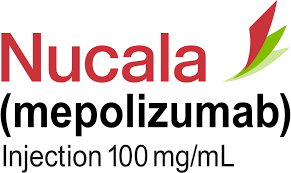 Nucala
(mepolizumab)
Injection 100 mg/mL